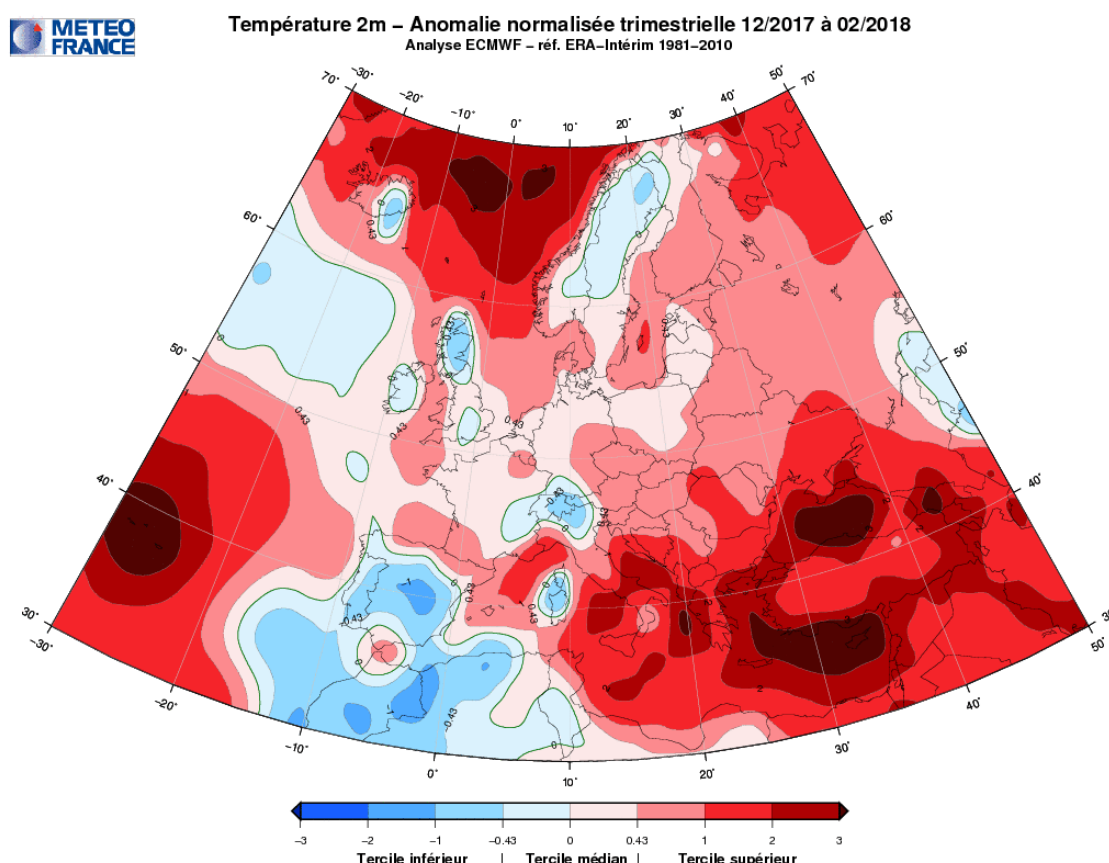 METEO
FRANCE
Température 2m – Anomalie normalisée trimestrielle 12/2017 à 02/2018
Analyse ECMWF – réf. ERA–Intérim 1981–2010
70° -30° -20° -10° 0° 10° 20° 30° 40° 50° 70°
60° 60°
50° 50°
40° 40°
30°
-30° -20° -10° 0° 10° 20° 30° 40° 50°
-3 -2 -1 -0.43 0 0.43 1 2 3
Tercile inférieur | Tercile médian | Tercile supérieur